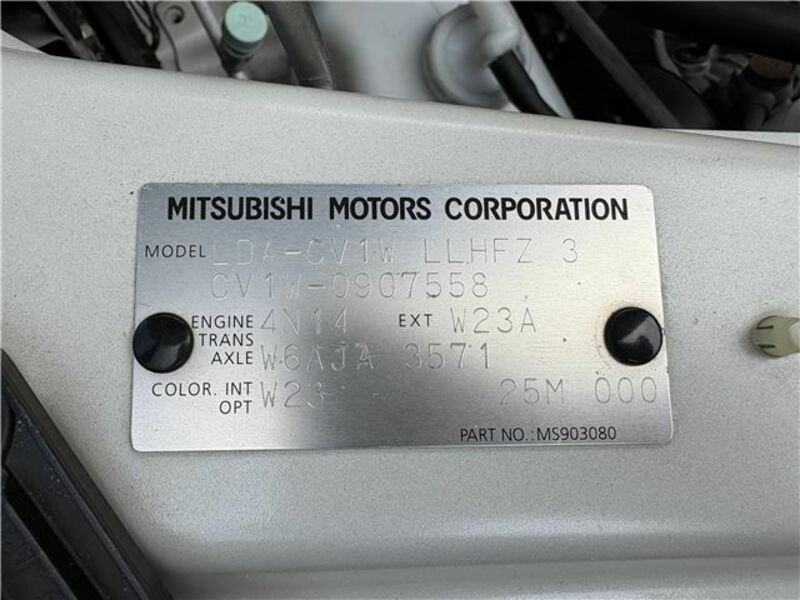 MITSUBISHI MOTORS CORPORATION
MODEL LDA-CV1W LLHFZ 3
CV1W-0907558
ENGINE 4N14 EXT W23A
TRANS
AXLE W6AJA 3571
COLOR. INT W23 25M 000
OPT
PART NO.:MS903080